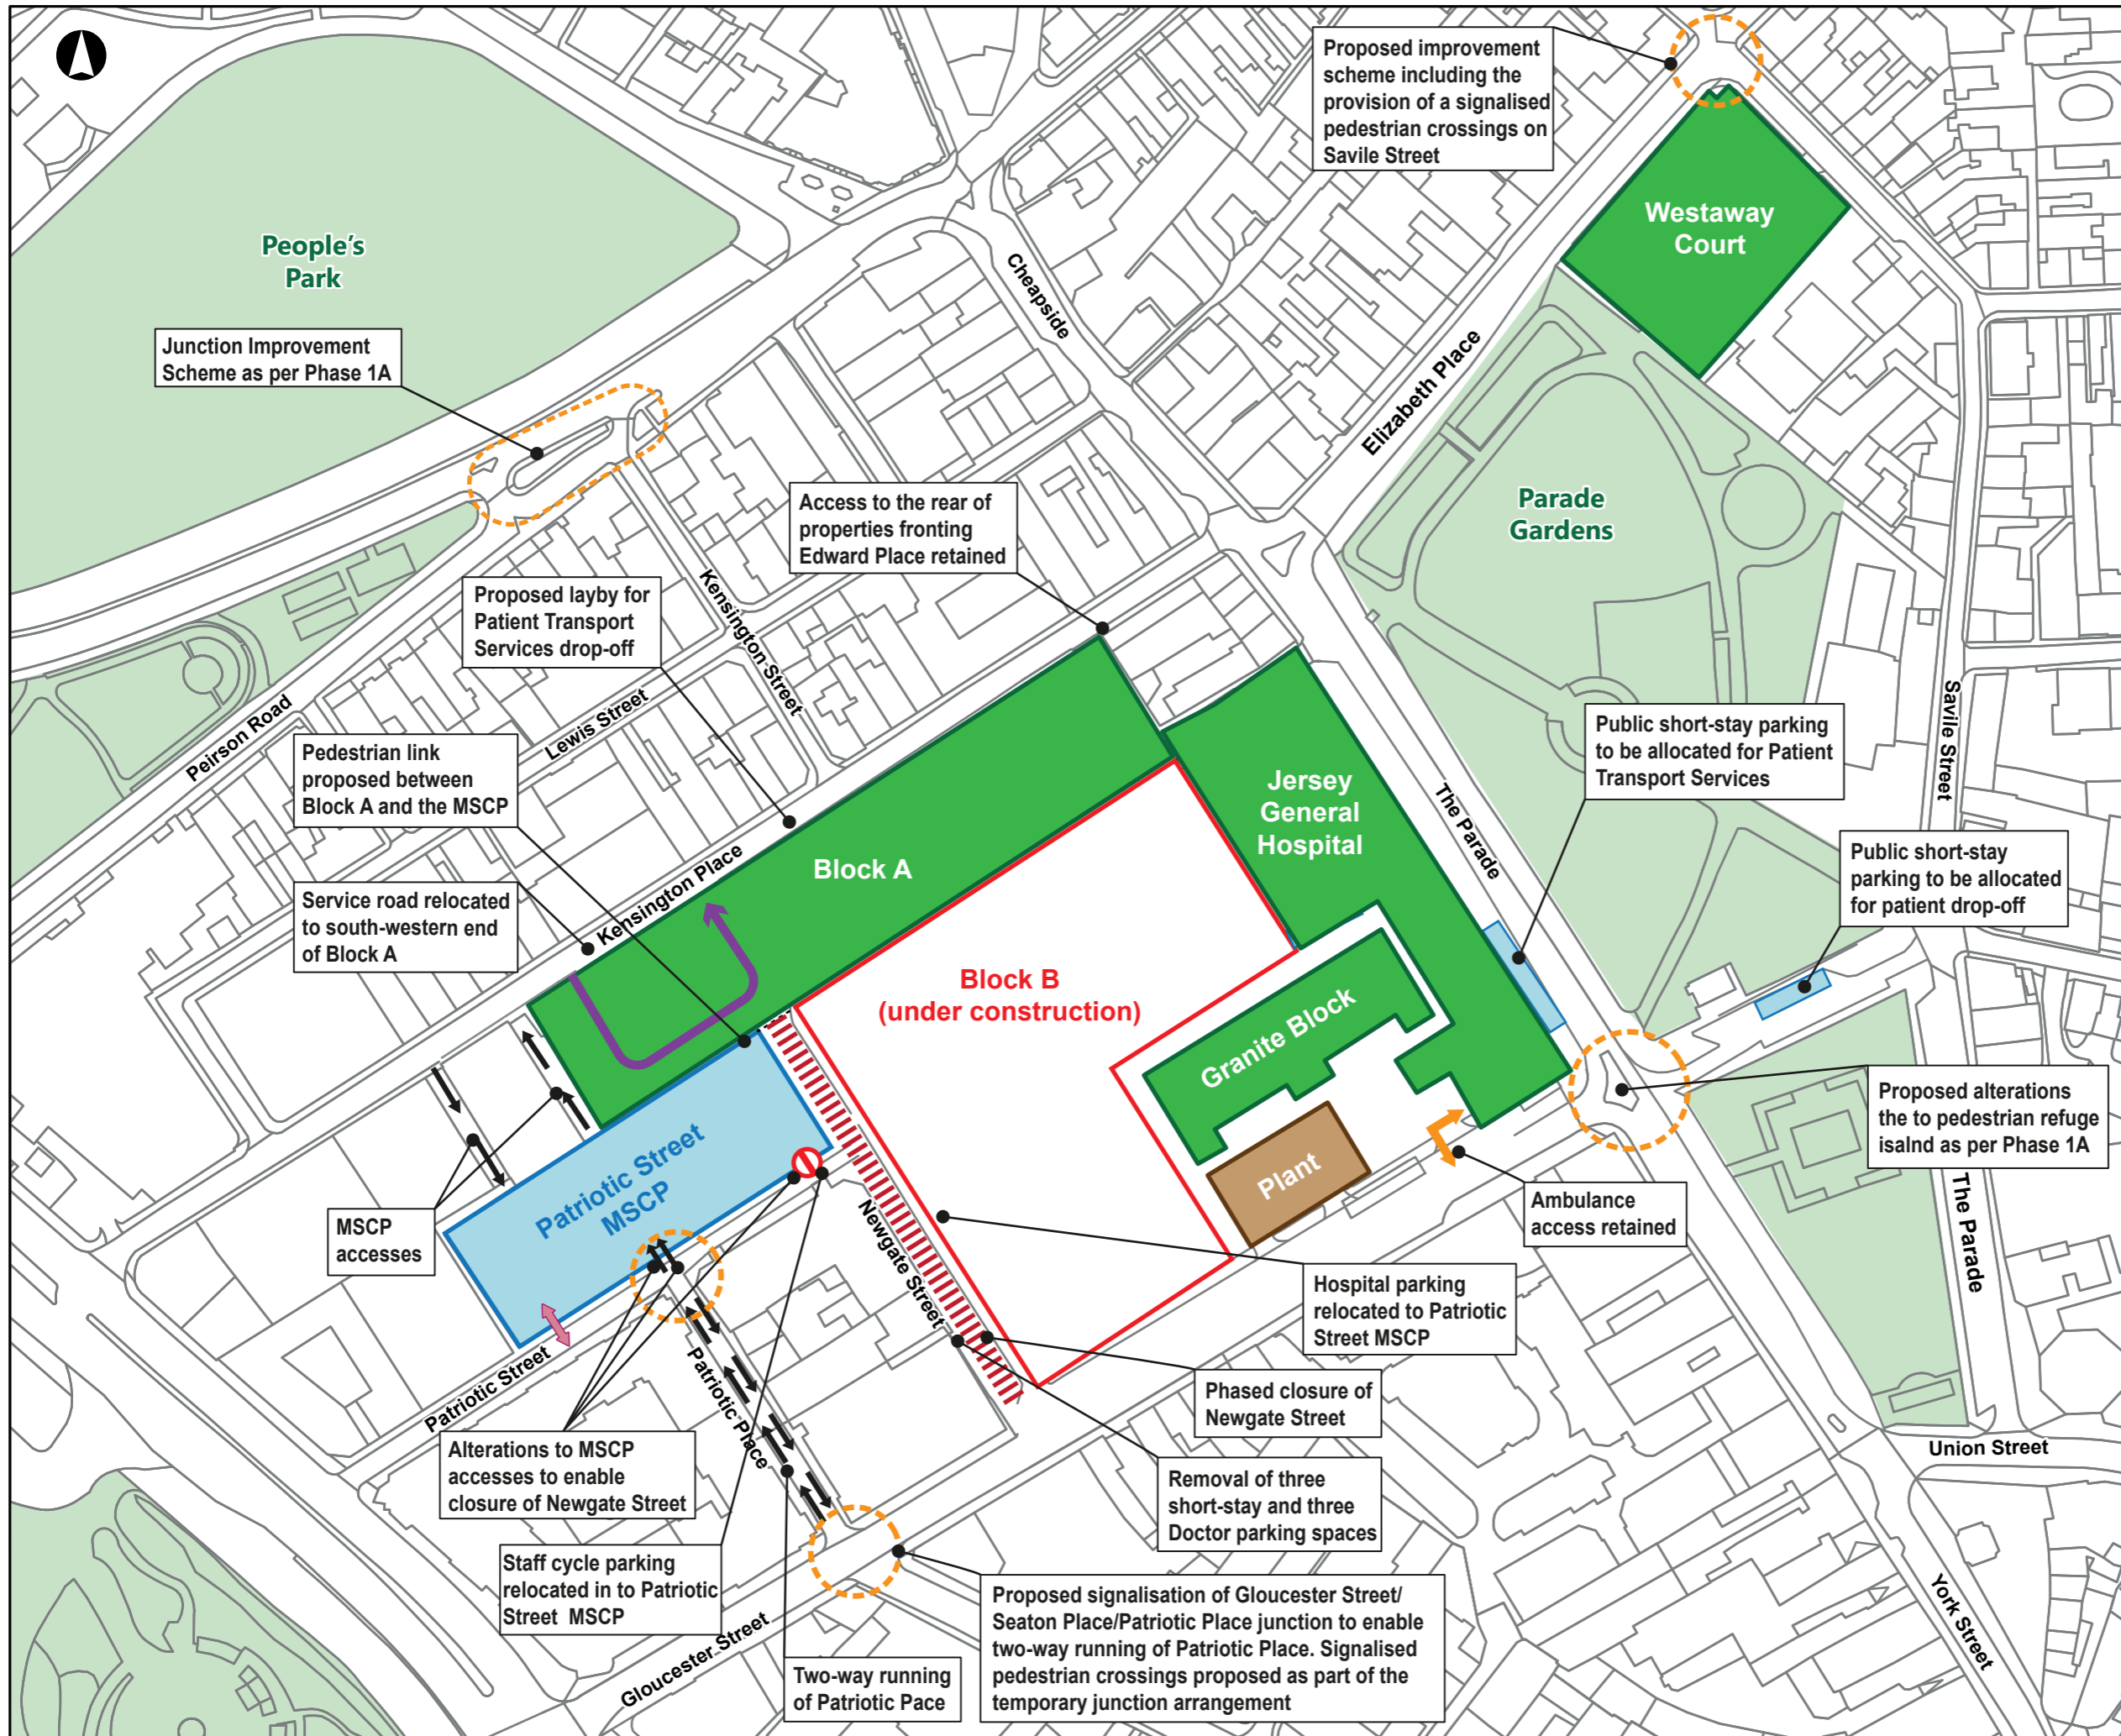 Proposed improvement
scheme including the
provision of a signalised
pedestrian crossings on
Savile Street
Westaway
Court
People's
Park
Cheapside
Junction Improvement
Scheme as per Phase 1A
Elizabeth Place
Access to the rear of
properties fronting
Edward Place retained
Parade
Gardens
Proposed layby for
Patient Transport
Services drop-off
Kensington Street
Lewis Street
Peirson Road
Savile Street
Public short-stay parking
to be allocated for Patient
Transport Services
Pedestrian link
proposed between
Block A and the MSCP
Jersey
General
Hospital
The Parade
Block A
Kensington Place
Public short-stay
parking to be allocated
for patient drop-off
Service road relocated
to south-western end
of Block A
Block B
(under construction)
Granite Block
Proposed alterations
the to pedestrian refuge
isalnd as per Phase 1A
Plant
Patriotic Street
MSCP
MSCP
accesses
Ambulance
access retained
The Parade
Newgate Street
Hospital parking
relocated to Patriotic
Street MSCP
Patriotic Street
Patriotic Place
Phased closure of
Newgate Street
Alterations to MSCP
accesses to enable
closure of Newgate Street
Union Street
Removal of three
short-stay and three
Doctor parking spaces
Staff cycle parking
relocated in to Patriotic
Street MSCP
Proposed signalisation of Gloucester Street/
Seaton Place/Patriotic Place junction to enable
two-way running of Patriotic Place. Signalised
pedestrian crossings proposed as part of the
temporary junction arrangement
York Street
Gloucester Street
Two-way running
of Patriotic Pace